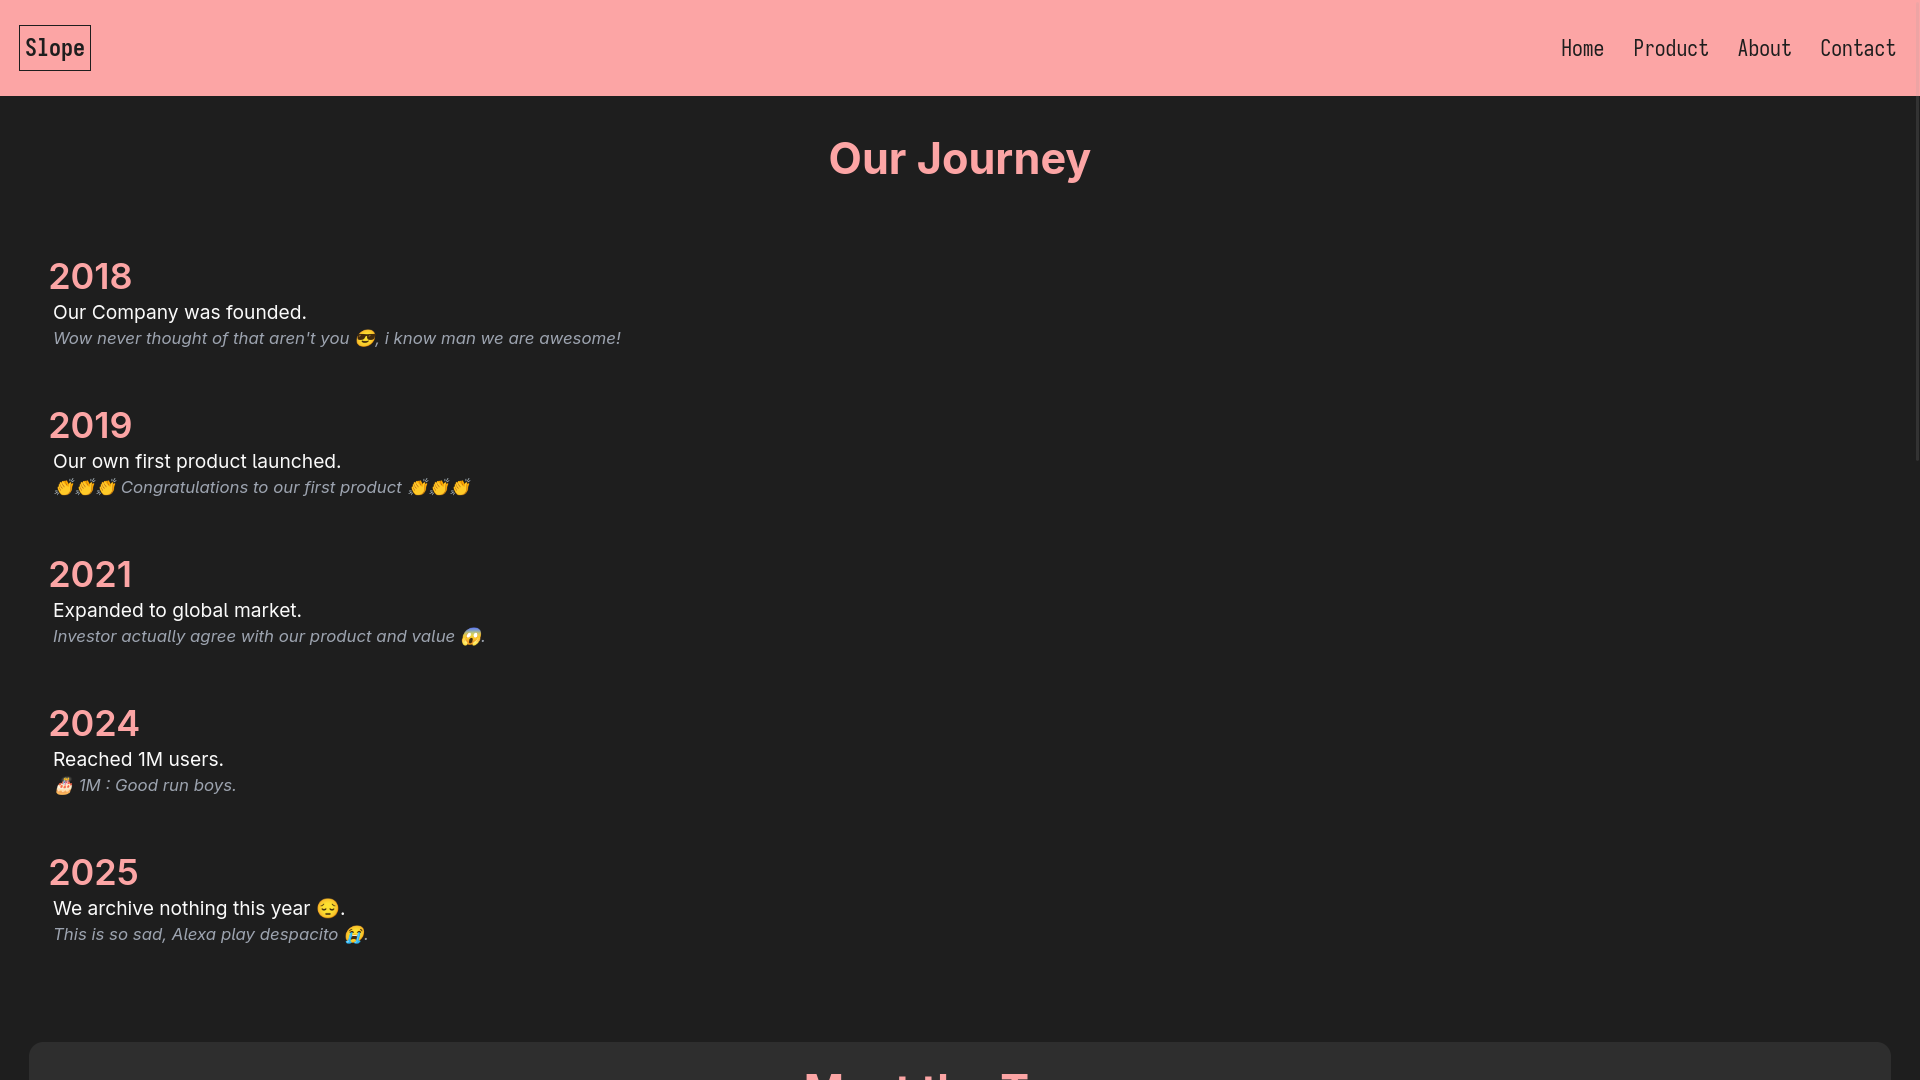 Slope
Home Product About Contact
Our Journey
2018
Our Company was founded.
Wow never thought of that aren't you 😎, i know man we are awesome!
2019
Our own first product launched.
👏👏👏 Congratulations to our first product 👏👏👏
2021
Expanded to global market.
Investor actually agree with our product and value 😱.
2024
Reached 1M users.
🎂 1M : Good run boys.
2025
We archive nothing this year 😔.
This is so sad, Alexa play despacito 😭.